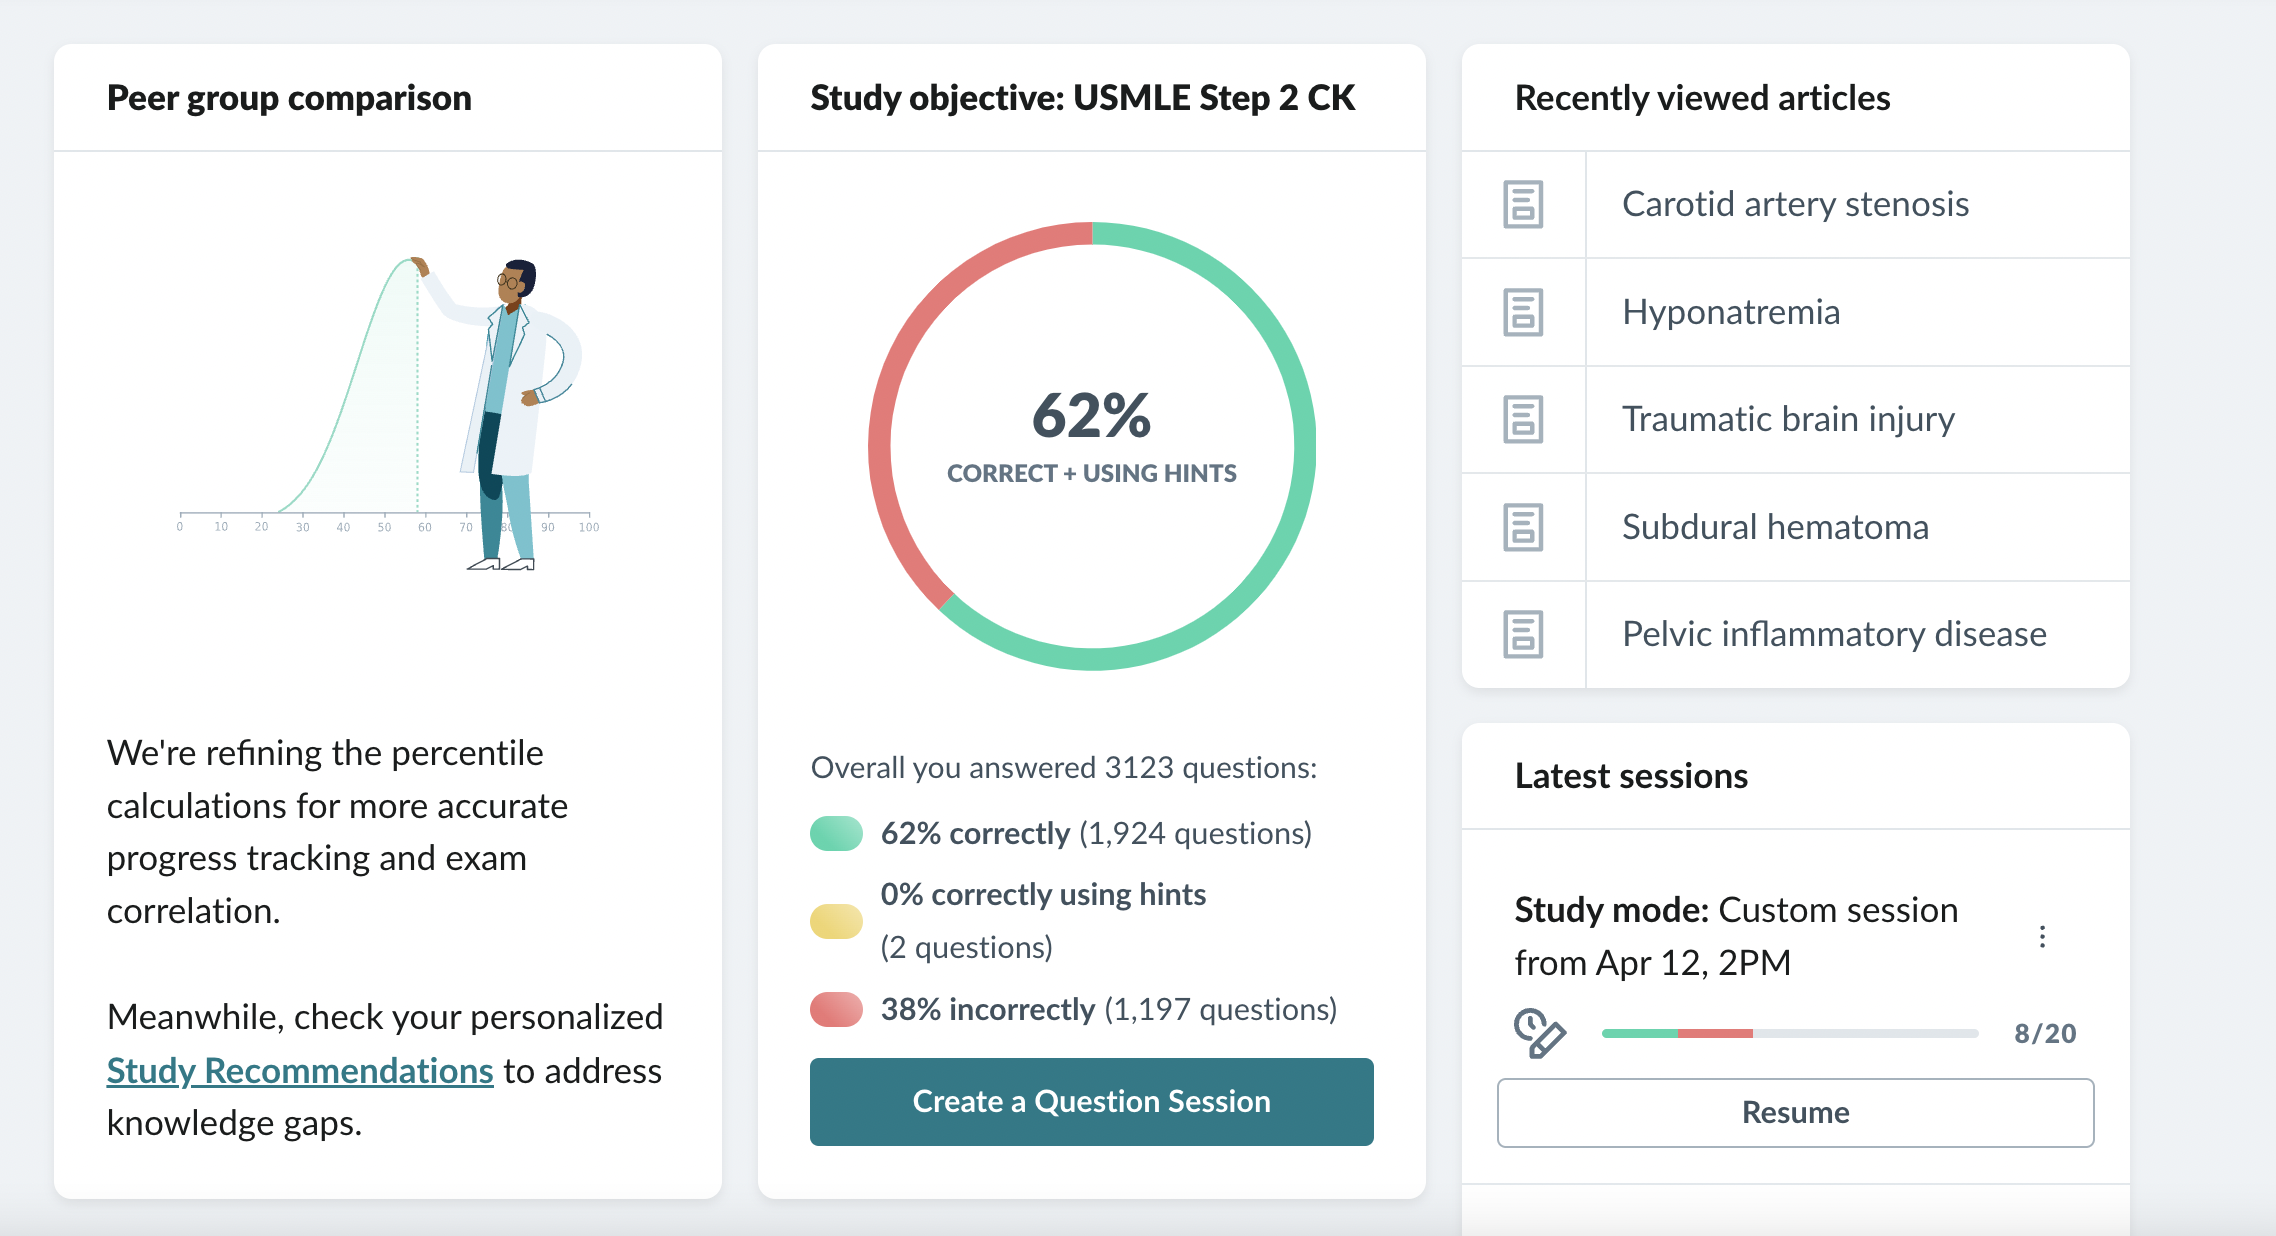 Peer group comparison
0 10 20 30 40 50 60 70 80 90 100
We're refining the percentile
calculations for more accurate
progress tracking and exam
correlation.
Meanwhile, check your personalized
Study Recommendations to address
knowledge gaps.
Study objective: USMLE Step 2 CK
62%
CORRECT + USING HINTS
Overall you answered 3123 questions:
62% correctly (1,924 questions)
0% correctly using hints
(2 questions)
38% incorrectly (1,197 questions)
Create a Question Session
Recently viewed articles
Carotid artery stenosis
Hyponatremia
Traumatic brain injury
Subdural hematoma
Pelvic inflammatory disease
Latest sessions
Study mode: Custom session
from Apr 12, 2PM
8/20
Resume